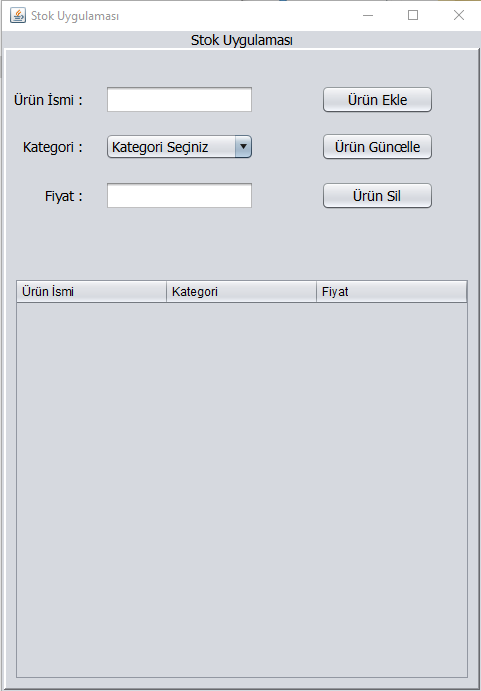 Stok Uygulaması
Stok Uygulaması
Ürün İsmi :
Ürün Ekle
Kategori :
Kategori Seçiniz
Ürün Güncelle
Fiyat :
Ürün Sil
Ürün İsmi Kategori Fiyat